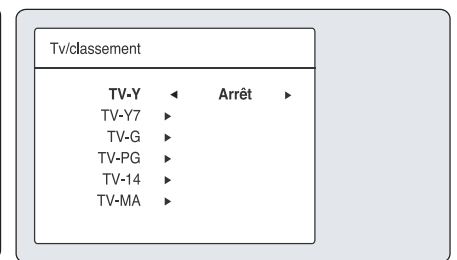 Tv/classement
TV-Y ◄ Arrêt ►
TV-Y7 ►
TV-G ►
TV-PG ►
TV-14 ►
TV-MA ►